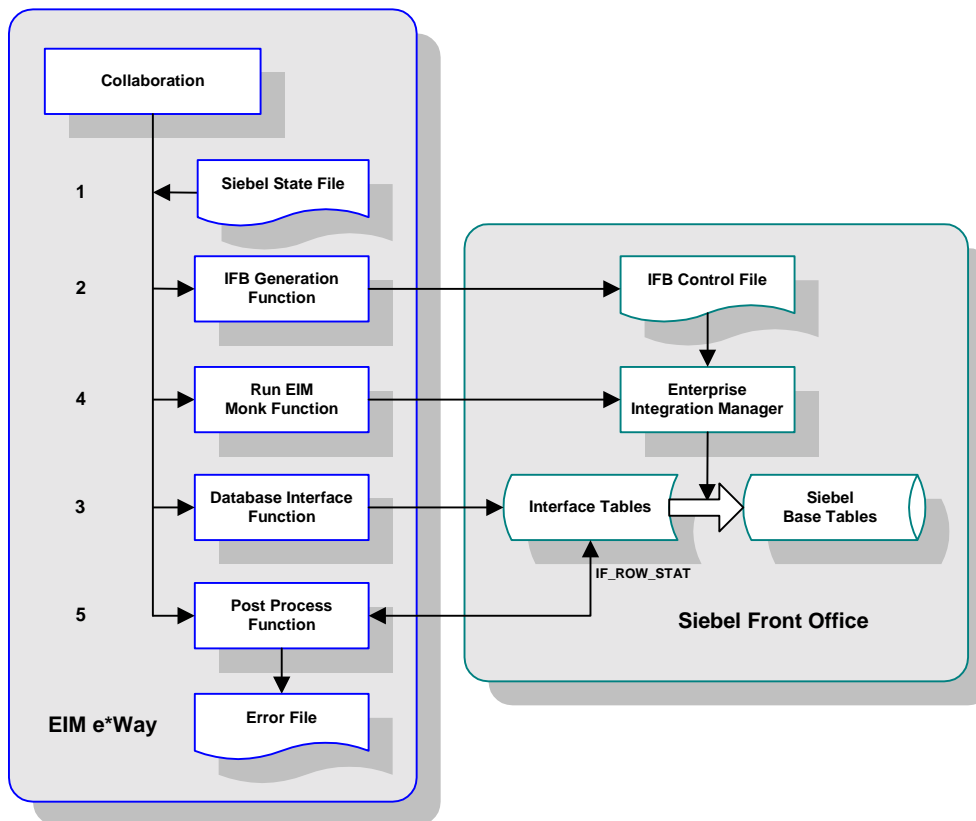 Collaboration
1
Siebel State File
2
IFB Generation
Function
IFB Control File
4
Run EIM
Monk Function
Enterprise
Integration Manager
3
Database Interface
Function
Interface Tables
Siebel
Base Tables
IF_ROW_STAT
5
Post Process
Function
Siebel Front Office
Error File
EIM e*Way